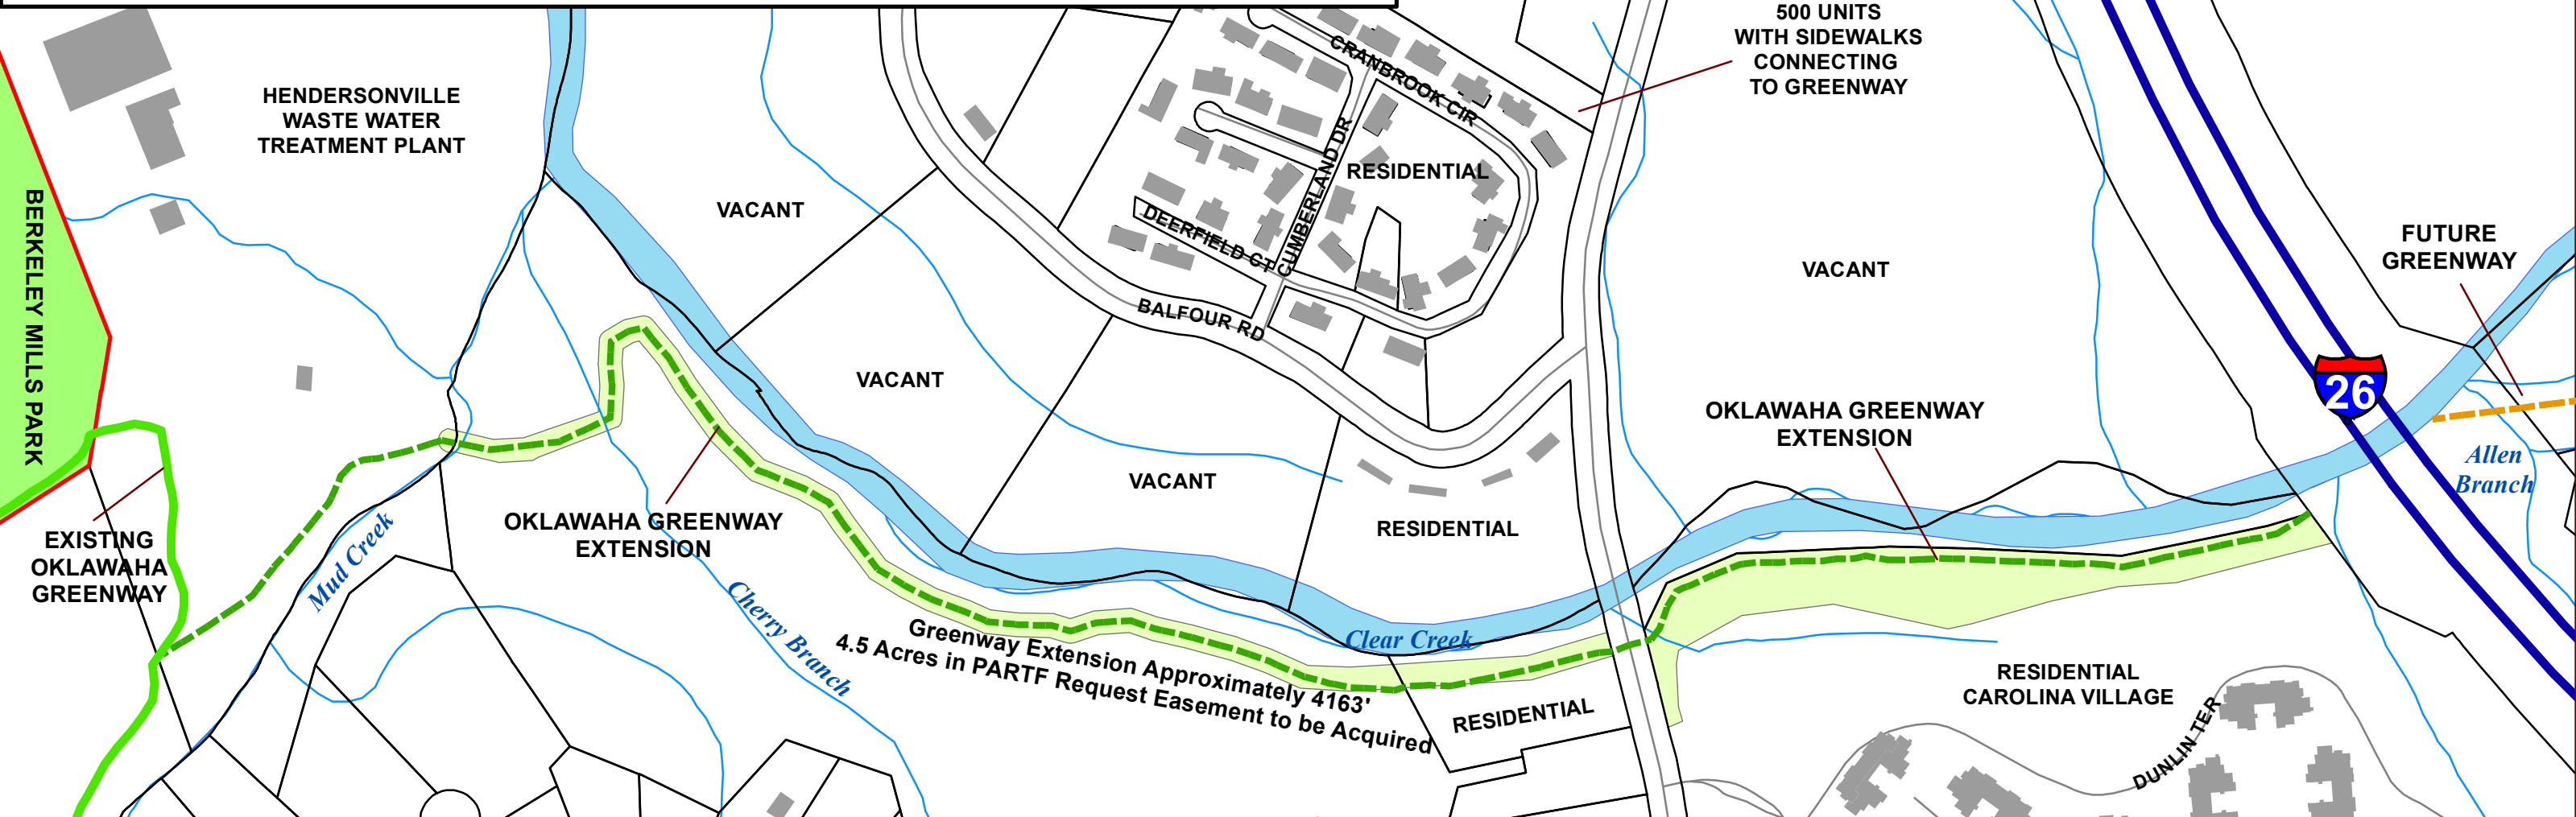 500 UNITS
WITH SIDEWALKS
CONNECTING
TO GREENWAY
HENDERSONVILLE
WASTE WATER
TREATMENT PLANT
CRANBROOK CIR
CUMBERLAND DR
RESIDENTIAL
BERKELEY MILLS PARK
VACANT
DEERFIELD CT
FUTURE
GREENWAY
VACANT
BALFOUR RD
VACANT
26
OKLAWAHA GREENWAY
EXTENSION
Allen
Branch
VACANT
OKLAWAHA GREENWAY
EXTENSION
RESIDENTIAL
EXISTING
OKLAWAHA
GREENWAY
Mud Creek
Cherry Branch
Clear Creek
Greenway Extension Approximately 4163'
4.5 Acres in PARTF Request Easement to be Acquired
RESIDENTIAL
RESIDENTIAL
CAROLINA VILLAGE
DUNLIN TER